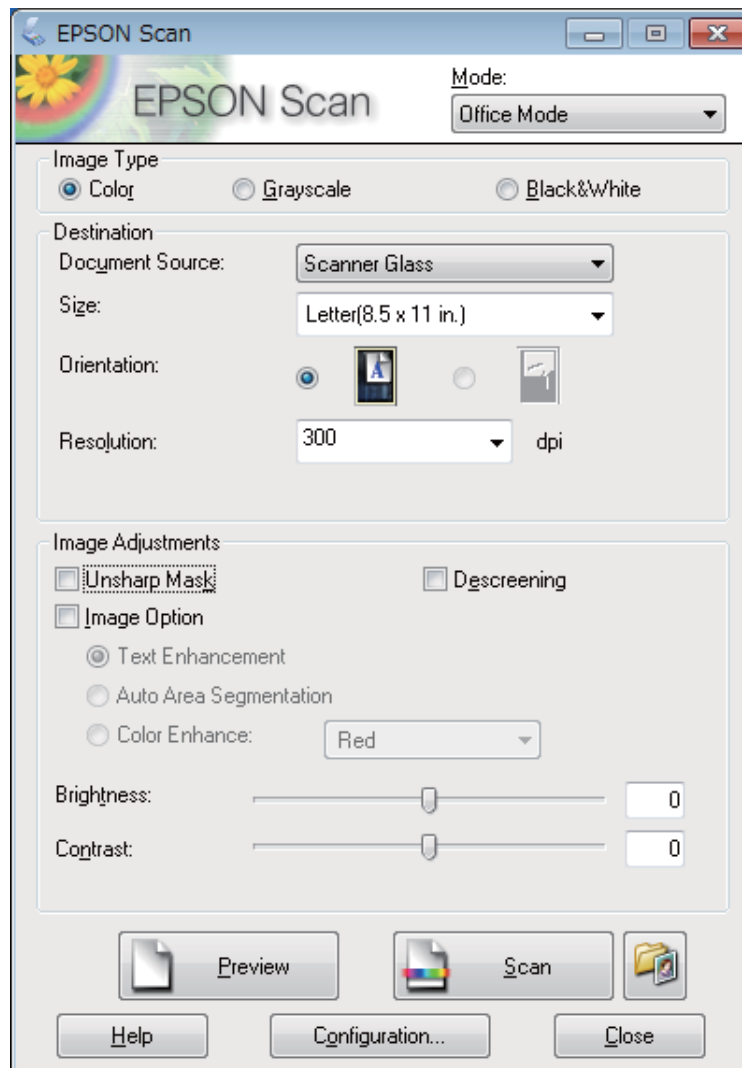 EPSON Scan
EPSON Scan
Mode:
Office Mode
Image Type
Color Grayscale Black&White
Destination
Document Source: Scanner Glass
Size: Letter(8.5 x 11 in.)
Orientation: A
Resolution: 300 dpi
Image Adjustments
Unsharp Mask Descreening
Image Option
Text Enhancement
Auto Area Segmentation
Color Enhance: Red
Brightness: 0
Contrast: 0
Preview Scan
Help Configuration... Close